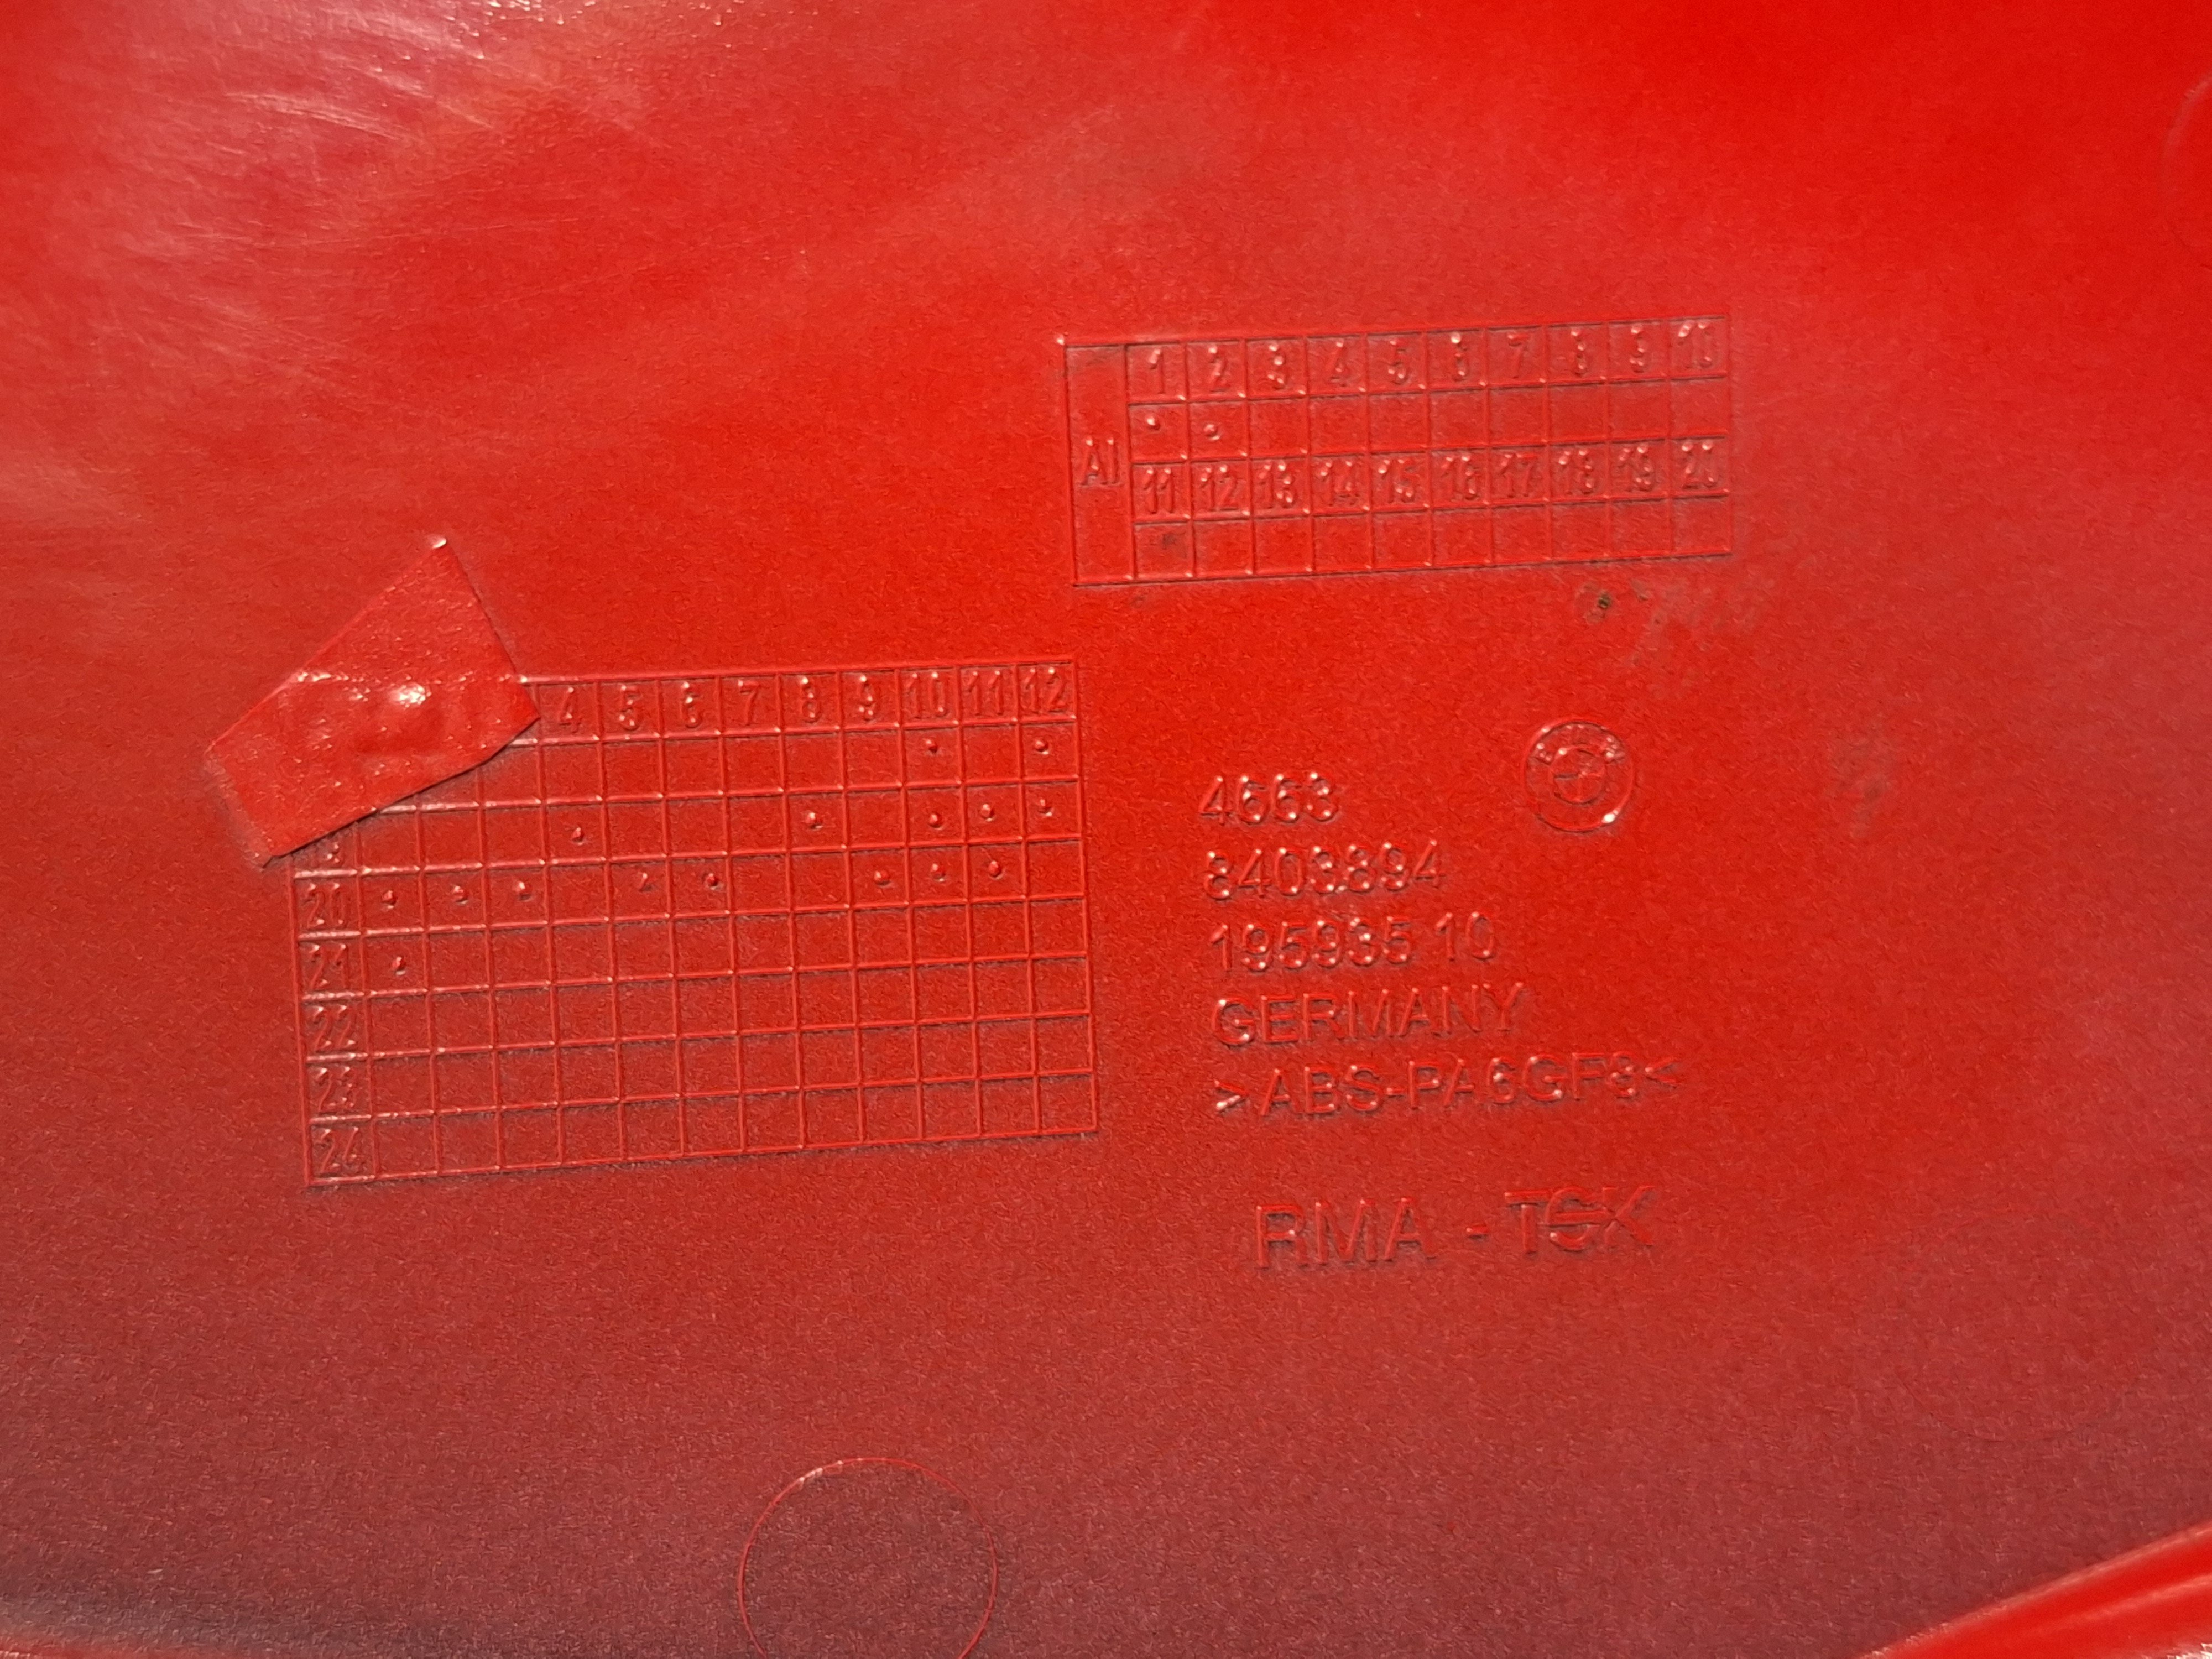 AI 1 2 3 4 5 6 7 8 9 10
11 12 13 14 15 16 17 18 19 20
4 5 6 7 8 9 10 11 12
20
21
22
23
24
4663
8403894
195935 10
GERMANY
>ABS-PA6GF8<
RMA - TSK